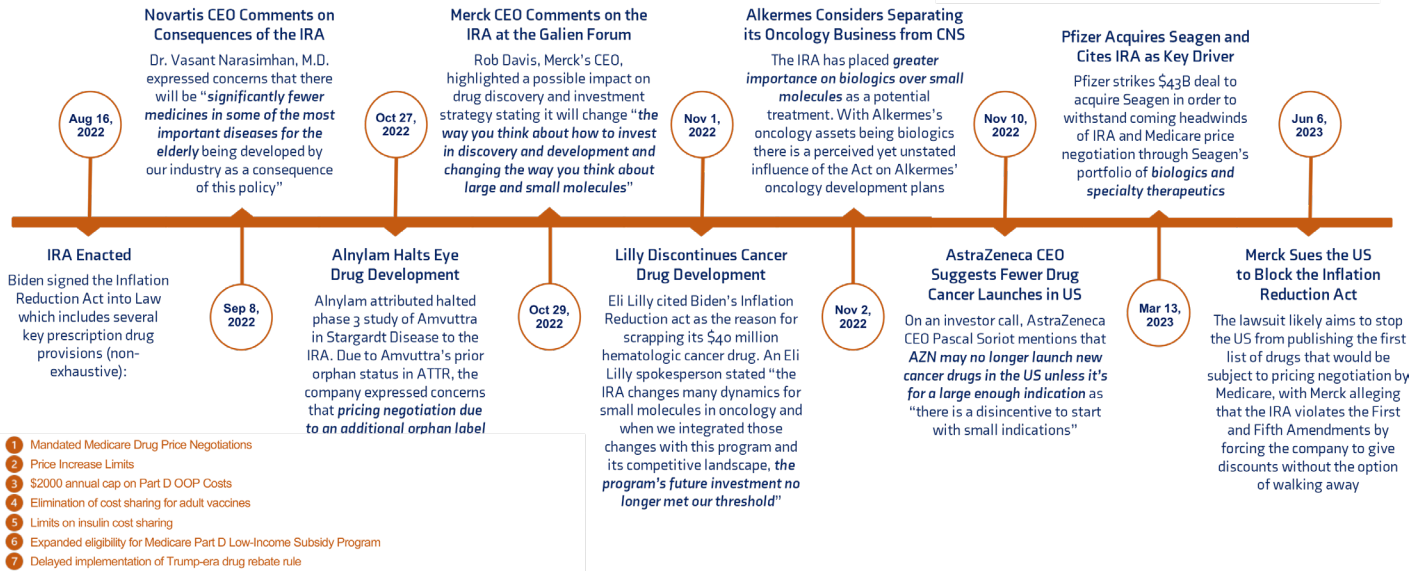 Novartis CEO Comments on
Consequences of the IRA
Dr. Vasant Narasimhan, M.D.
expressed concerns that there
will be “significantly fewer
medicines in some of the most
important diseases for the
elderly being developed by
our industry as a consequence
of this policy”
Merck CEO Comments on the
IRA at the Galien Forum
Rob Davis, Merck’s CEO,
highlighted a possible impact on
drug discovery and investment
strategy stating it will change “the
way you think about how to invest
in discovery and development and
changing the way you think about
large and small molecules”
Alkermes Considers Separating
its Oncology Business from CNS
The IRA has placed greater
importance on biologics over small
molecules as a potential
treatment. With Alkermes’
oncology assets being biologics
there is a perceived yet unstated
influence of the Act on Alkermes’
oncology development plans
Pfizer Acquires Seagen and
Cites IRA as Key Driver
Pfizer strikes $43B deal to
acquire Seagen in order to
withstand coming headwinds
of IRA and Medicare price
negotiation through Seagen’s
portfolio of biologics and
specialty therapeutics
Aug 16,
2022
Oct 27,
2022
Nov 1,
2022
Nov 10,
2022
Jun 6,
2023
IRA Enacted
Biden signed the Inflation
Reduction Act into Law
which includes several
key prescription drug
provisions (non-
exhaustive):
Sep 8,
2022
Alnylam Halts Eye
Drug Development
Alnylam attributed halted
phase 3 study of Amvuttra
in Stargardt Disease to the
IRA. Due to Amvuttra’s prior
orphan status in ATTR, the
company expressed concerns
that pricing negotiation due
to an additional orphan label
Oct 29,
2022
Lilly Discontinues Cancer
Drug Development
Eli Lilly cited Biden’s Inflation
Reduction act as the reason for
scrapping its $40 million
hematologic cancer drug. An Eli
Lilly spokesperson stated “the
IRA changes many dynamics for
small molecules in oncology and
when we integrated those
changes with this program and
its competitive landscape, the
program’s future investment no
longer met our threshold”
Nov 2,
2022
AstraZeneca CEO
Suggests Fewer Drug
Cancer Launches in US
On an investor call, AstraZeneca
CEO Pascal Soriot mentions that
AZN may no longer launch new
cancer drugs in the US unless it’s
for a large enough indication as
“there is a disincentive to start
with small indications”
Mar 13,
2023
Merck Sues the US
to Block the Inflation
Reduction Act
The lawsuit likely aims to stop
the US from publishing the first
list of drugs that would be
subject to pricing negotiation by
Medicare, with Merck alleging
that the IRA violates the First
and Fifth Amendments by
forcing the company to give
discounts without the option
of walking away
1 Mandated Medicare Drug Price Negotiations
2 Price Increase Limits
3 $2000 annual cap on Part D OOP Costs
4 Elimination of cost sharing for adult vaccines
5 Limits on insulin cost sharing
6 Expanded eligibility for Medicare Part D Low-Income Subsidy Program
7 Delayed implementation of Trump-era drug rebate rule